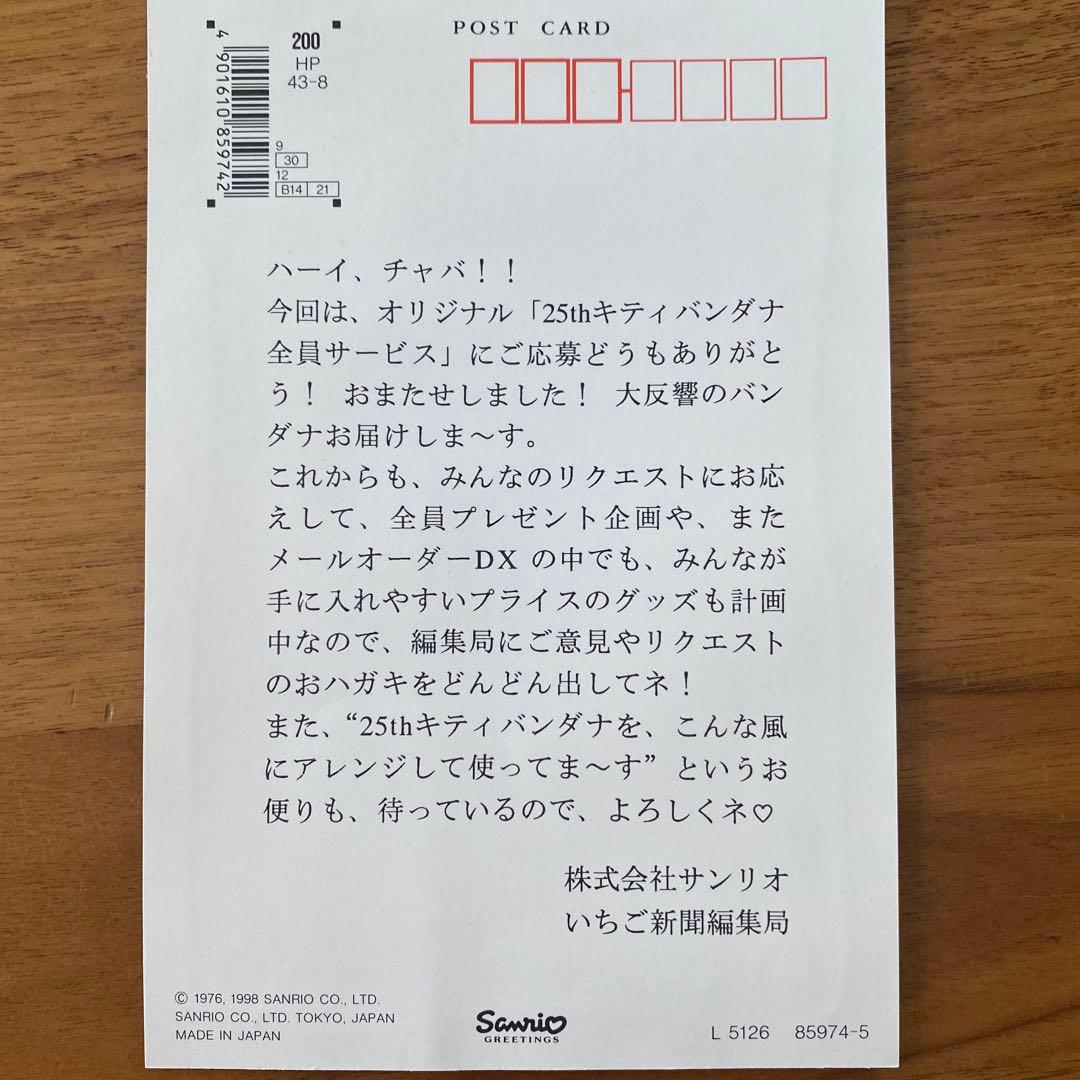 POST CARD
4 901610 859742
200
HP
43-8
9
30
12
B14 21
ハーイ、チャバ！！
今回は、オリジナル「25thキティバンダナ
全員サービス」にご応募どうもありがと
う！ おまたせしました！ 大反響のバン
ダナお届けしま〜す。
これからも、みんなのリクエストにお応
えして、全員プレゼント企画や、また
メールオーダーDX の中でも、みんなが
手に入れやすいプライスのグッズも計画
中なので、編集局にご意見やリクエスト
のおハガキをどんどん出してネ！
また、“25thキティバンダナを、こんな風
にアレンジして使ってま〜す” というお
便りも、待っているので、よろしくネ♡
株式会社サンリオ
いちご新聞編集局
© 1976, 1998 SANRIO CO., LTD.
SANRIO CO., LTD. TOKYO, JAPAN
MADE IN JAPAN
Sanrio
GREETINGS
L 5126 85974-5